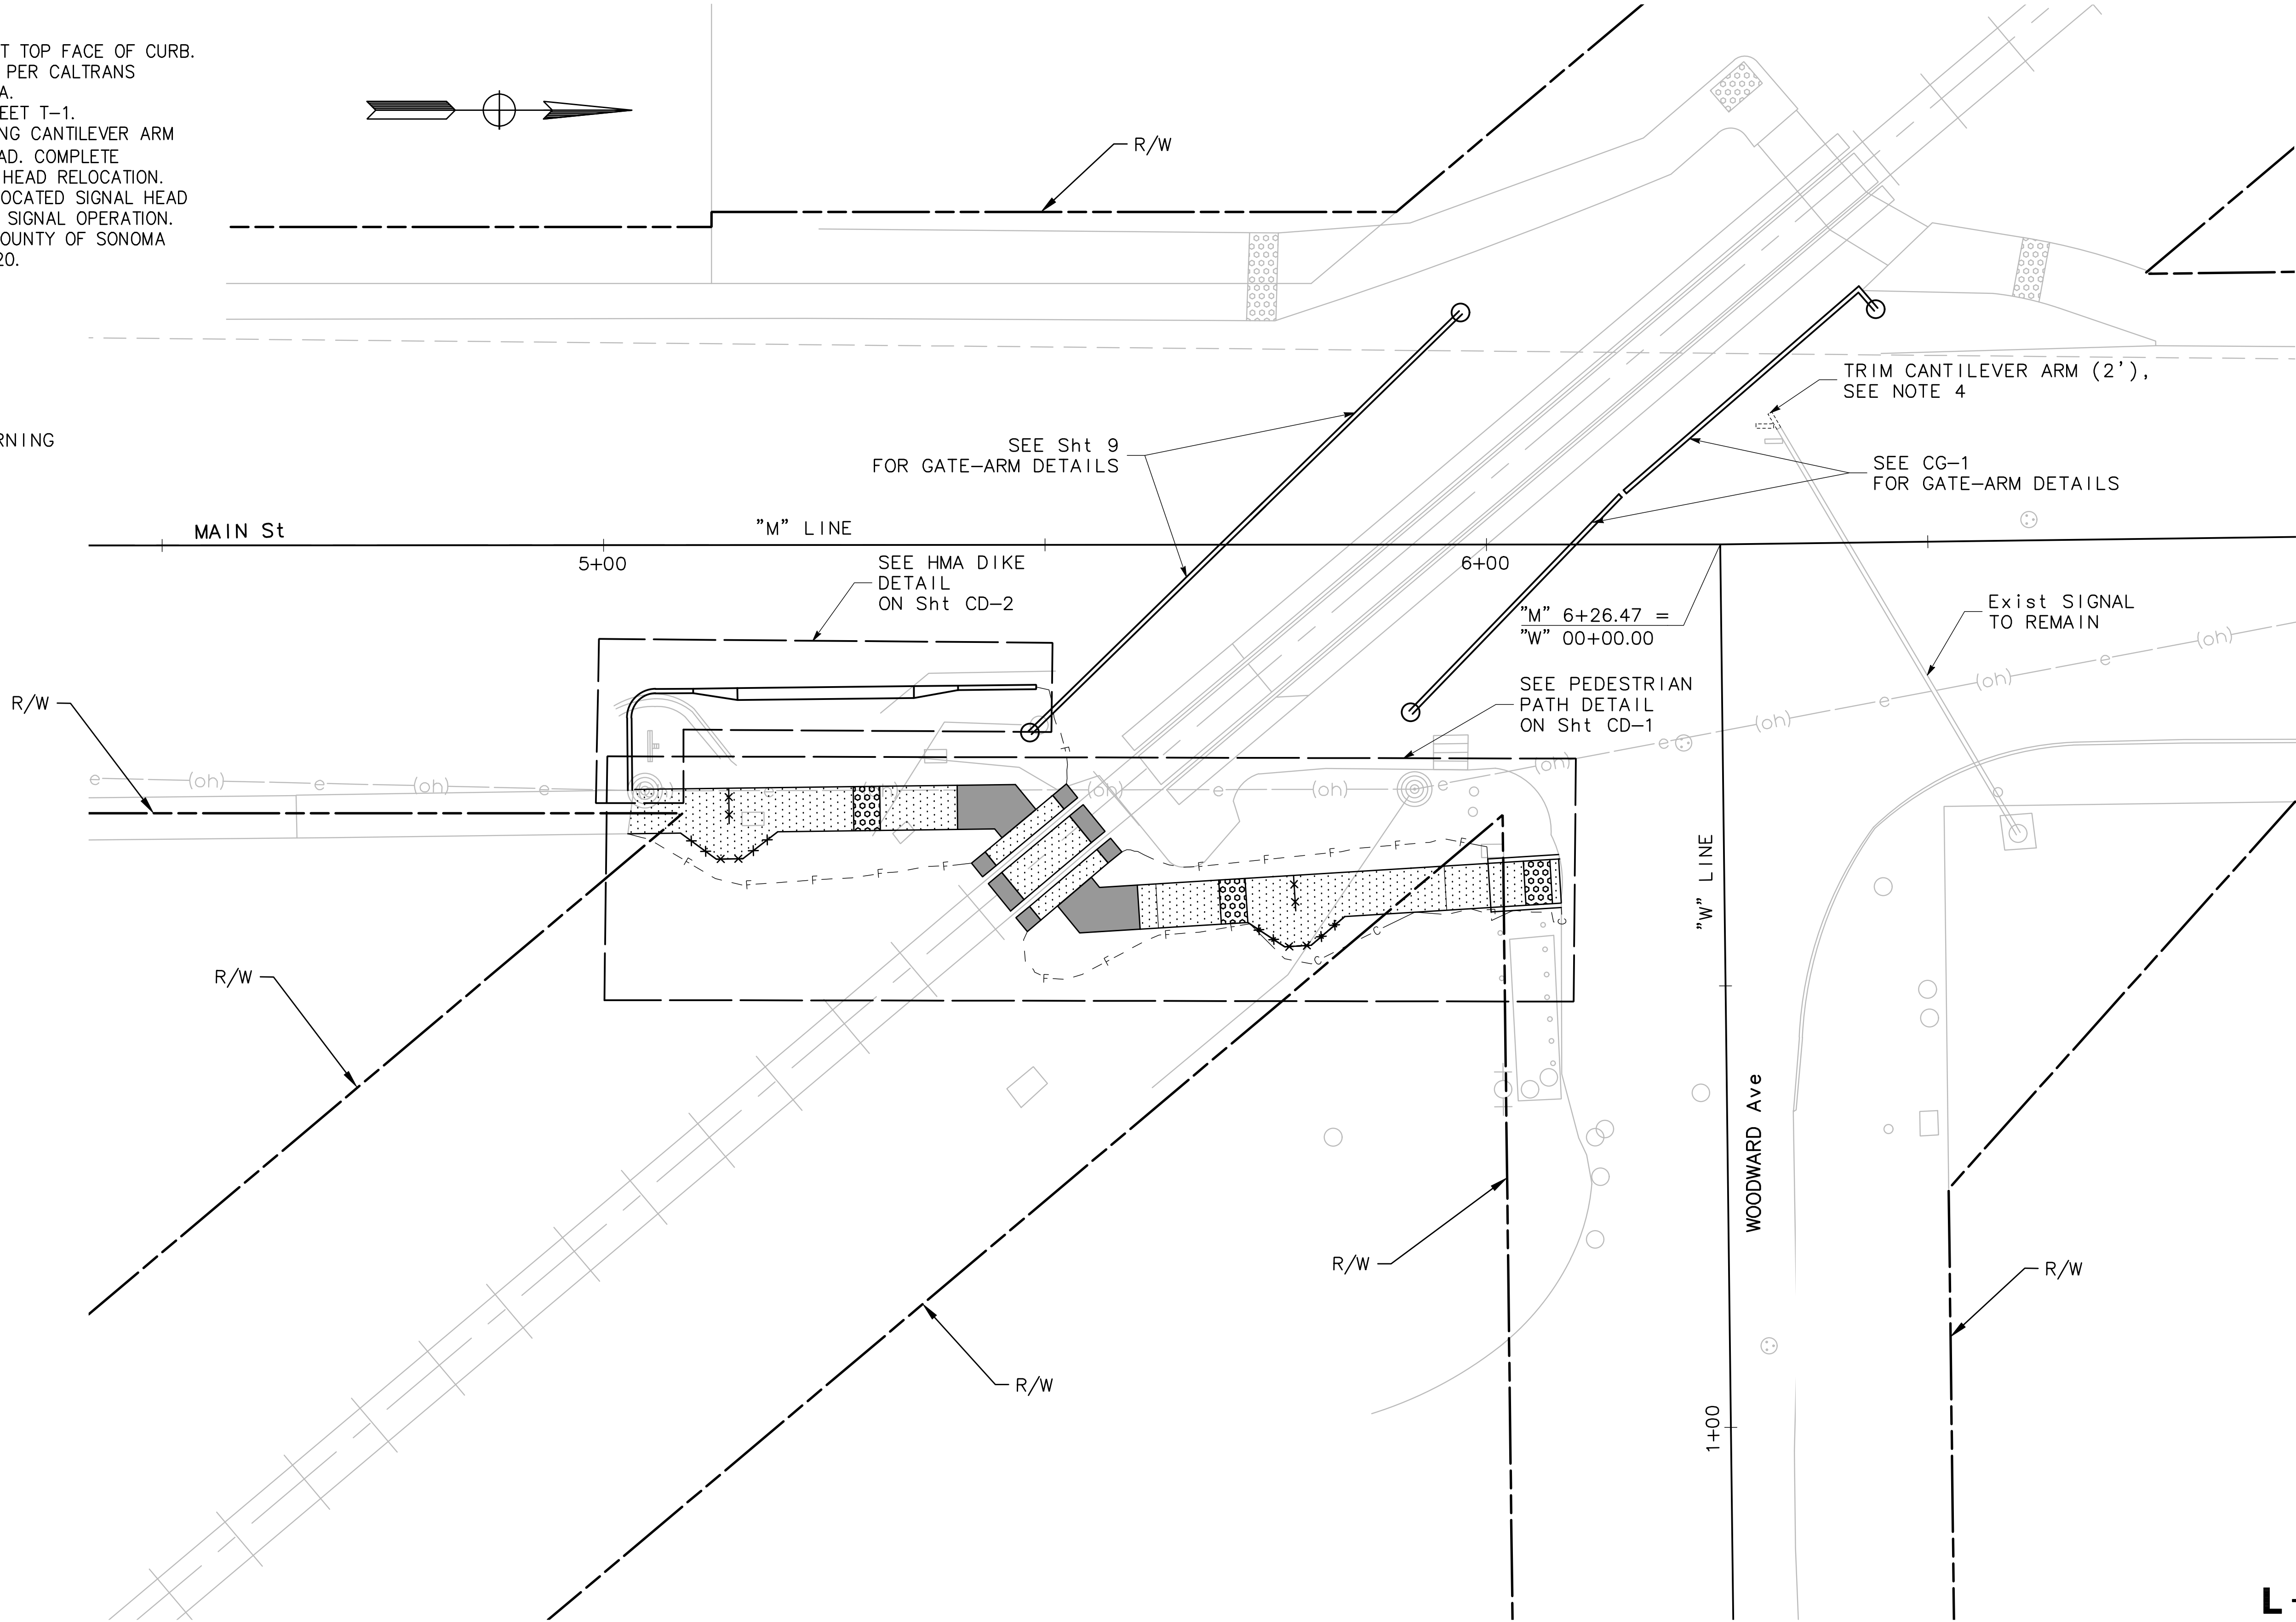 T TOP FACE OF CURB.
PER CALTRANS
A.
EET T-1.
NG CANTILEVER ARM
AD. COMPLETE
HEAD RELOCATION.
OCATED SIGNAL HEAD
SIGNAL OPERATION.
OUNTY OF SONOMA
20.
RNING
R/W
TRIM CANTILEVER ARM (2'),
SEE NOTE 4
SEE Sht 9
FOR GATE-ARM DETAILS
SEE CG-1
FOR GATE-ARM DETAILS
MAIN St
"M" LINE
5+00
6+00
SEE HMA DIKE
DETAIL
ON Sht CD-2
"M" 6+26.47 =
"W" 00+00.00
Exist SIGNAL
TO REMAIN
SEE PEDESTRIAN
PATH DETAIL
ON Sht CD-1
R/W
e (oh) e (oh) e (oh) e (oh) e (oh) e (oh) e (oh) e (oh)
F F F F F
F F F F F F
F F F F C C C
"W" LINE
R/W
WOODWARD Ave
R/W
R/W
R/W
1+00
L-